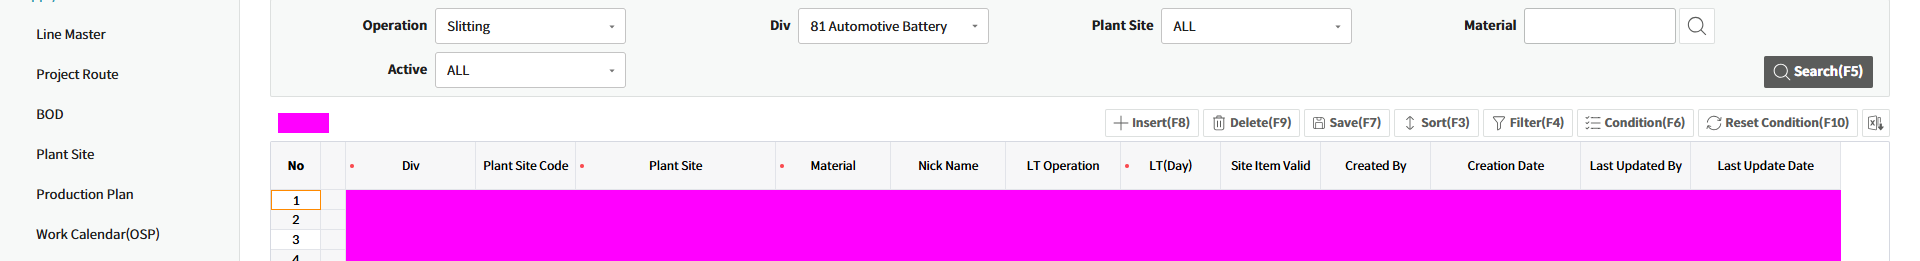 Line Master
Project Route
BOD
Plant Site
Production Plan
Work Calendar(OSP)
Operation Slitting Div 81 Automotive Battery Plant Site ALL Material
Active ALL
Search(F5)
Insert(F8) Delete(F9) Save(F7) Sort(F3) Filter(F4) Condition(F6) Reset Condition(F10)
No Div Plant Site Code Plant Site Material Nick Name LT Operation LT(Day) Site Item Valid Created By Creation Date Last Updated By Last Update Date
1
2
3
4